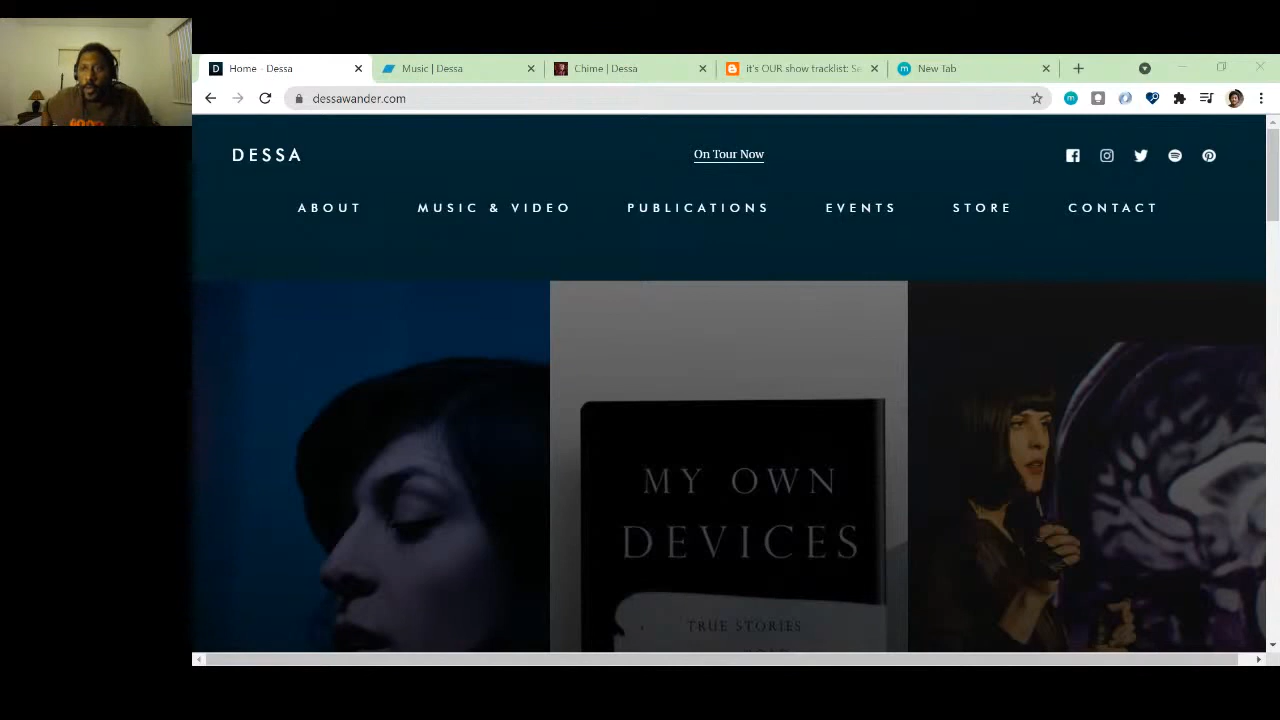 Home - Dessa
Music | Dessa
Chime | Dessa
it's OUR show tracklist: Se
New Tab
dessawander.com
DESSA
On Tour Now
ABOUT
MUSIC & VIDEO
PUBLICATIONS
EVENTS
STORE
CONTACT
MY OWN
DEVICES
TRUE STORIES